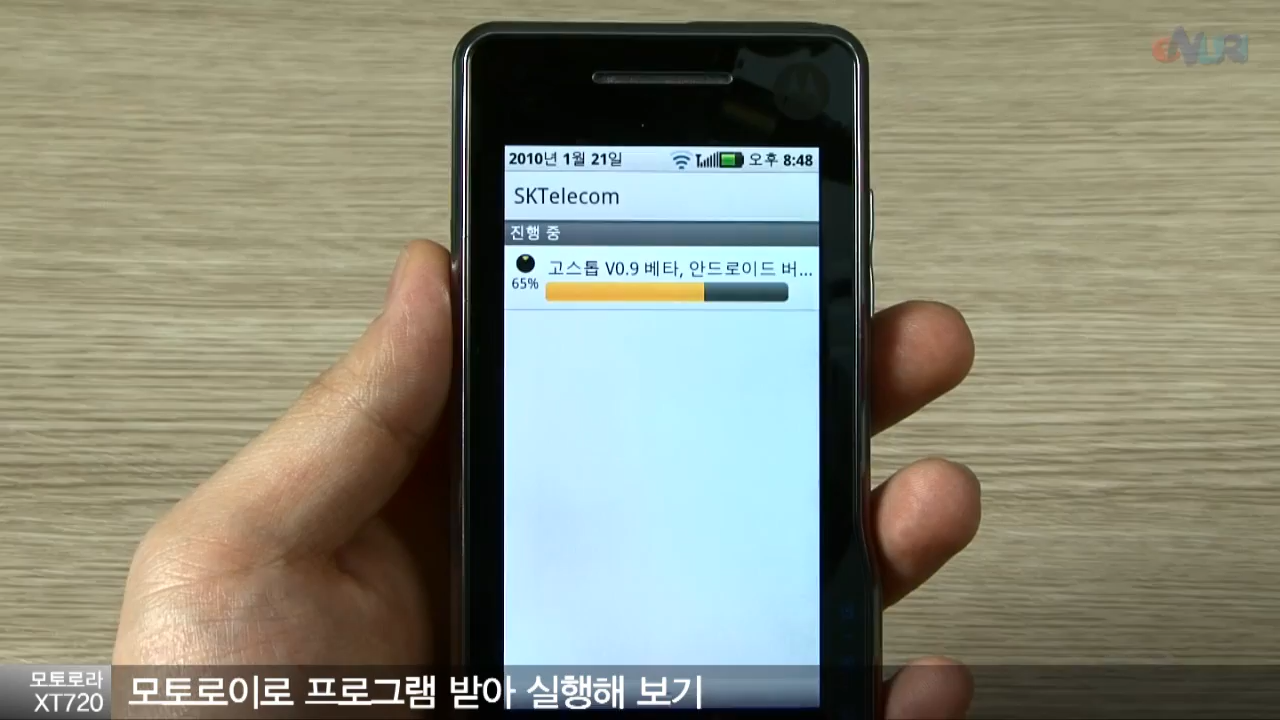 eNURI
2010년 1월 21일 오후 8:48
SKTelecom
진행 중
고스톱 V0.9 베타, 안드로이드 버...
65%
모토로라
XT720
모토로이로 프로그램 받아 실행해 보기